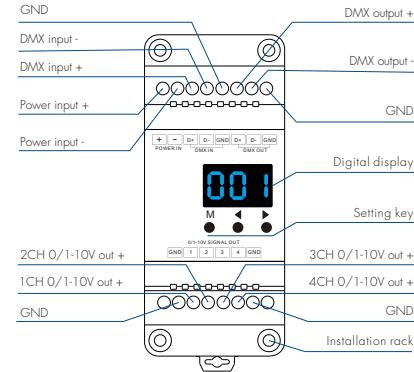 GND
DMX input -
DMX input +
Power input +
Power input -
DMX output +
DMX output -
GND
Digital display
Setting key
+ − D+ D- GND D+ D- GND
POWER IN DMX IN DMX OUT
001
M ◀ ▶
0/1-10V SIGNAL OUT
GND 1 2 3 4 GND
2CH 0/1-10V out +
1CH 0/1-10V out +
GND
3CH 0/1-10V out +
4CH 0/1-10V out +
GND
Installation rack